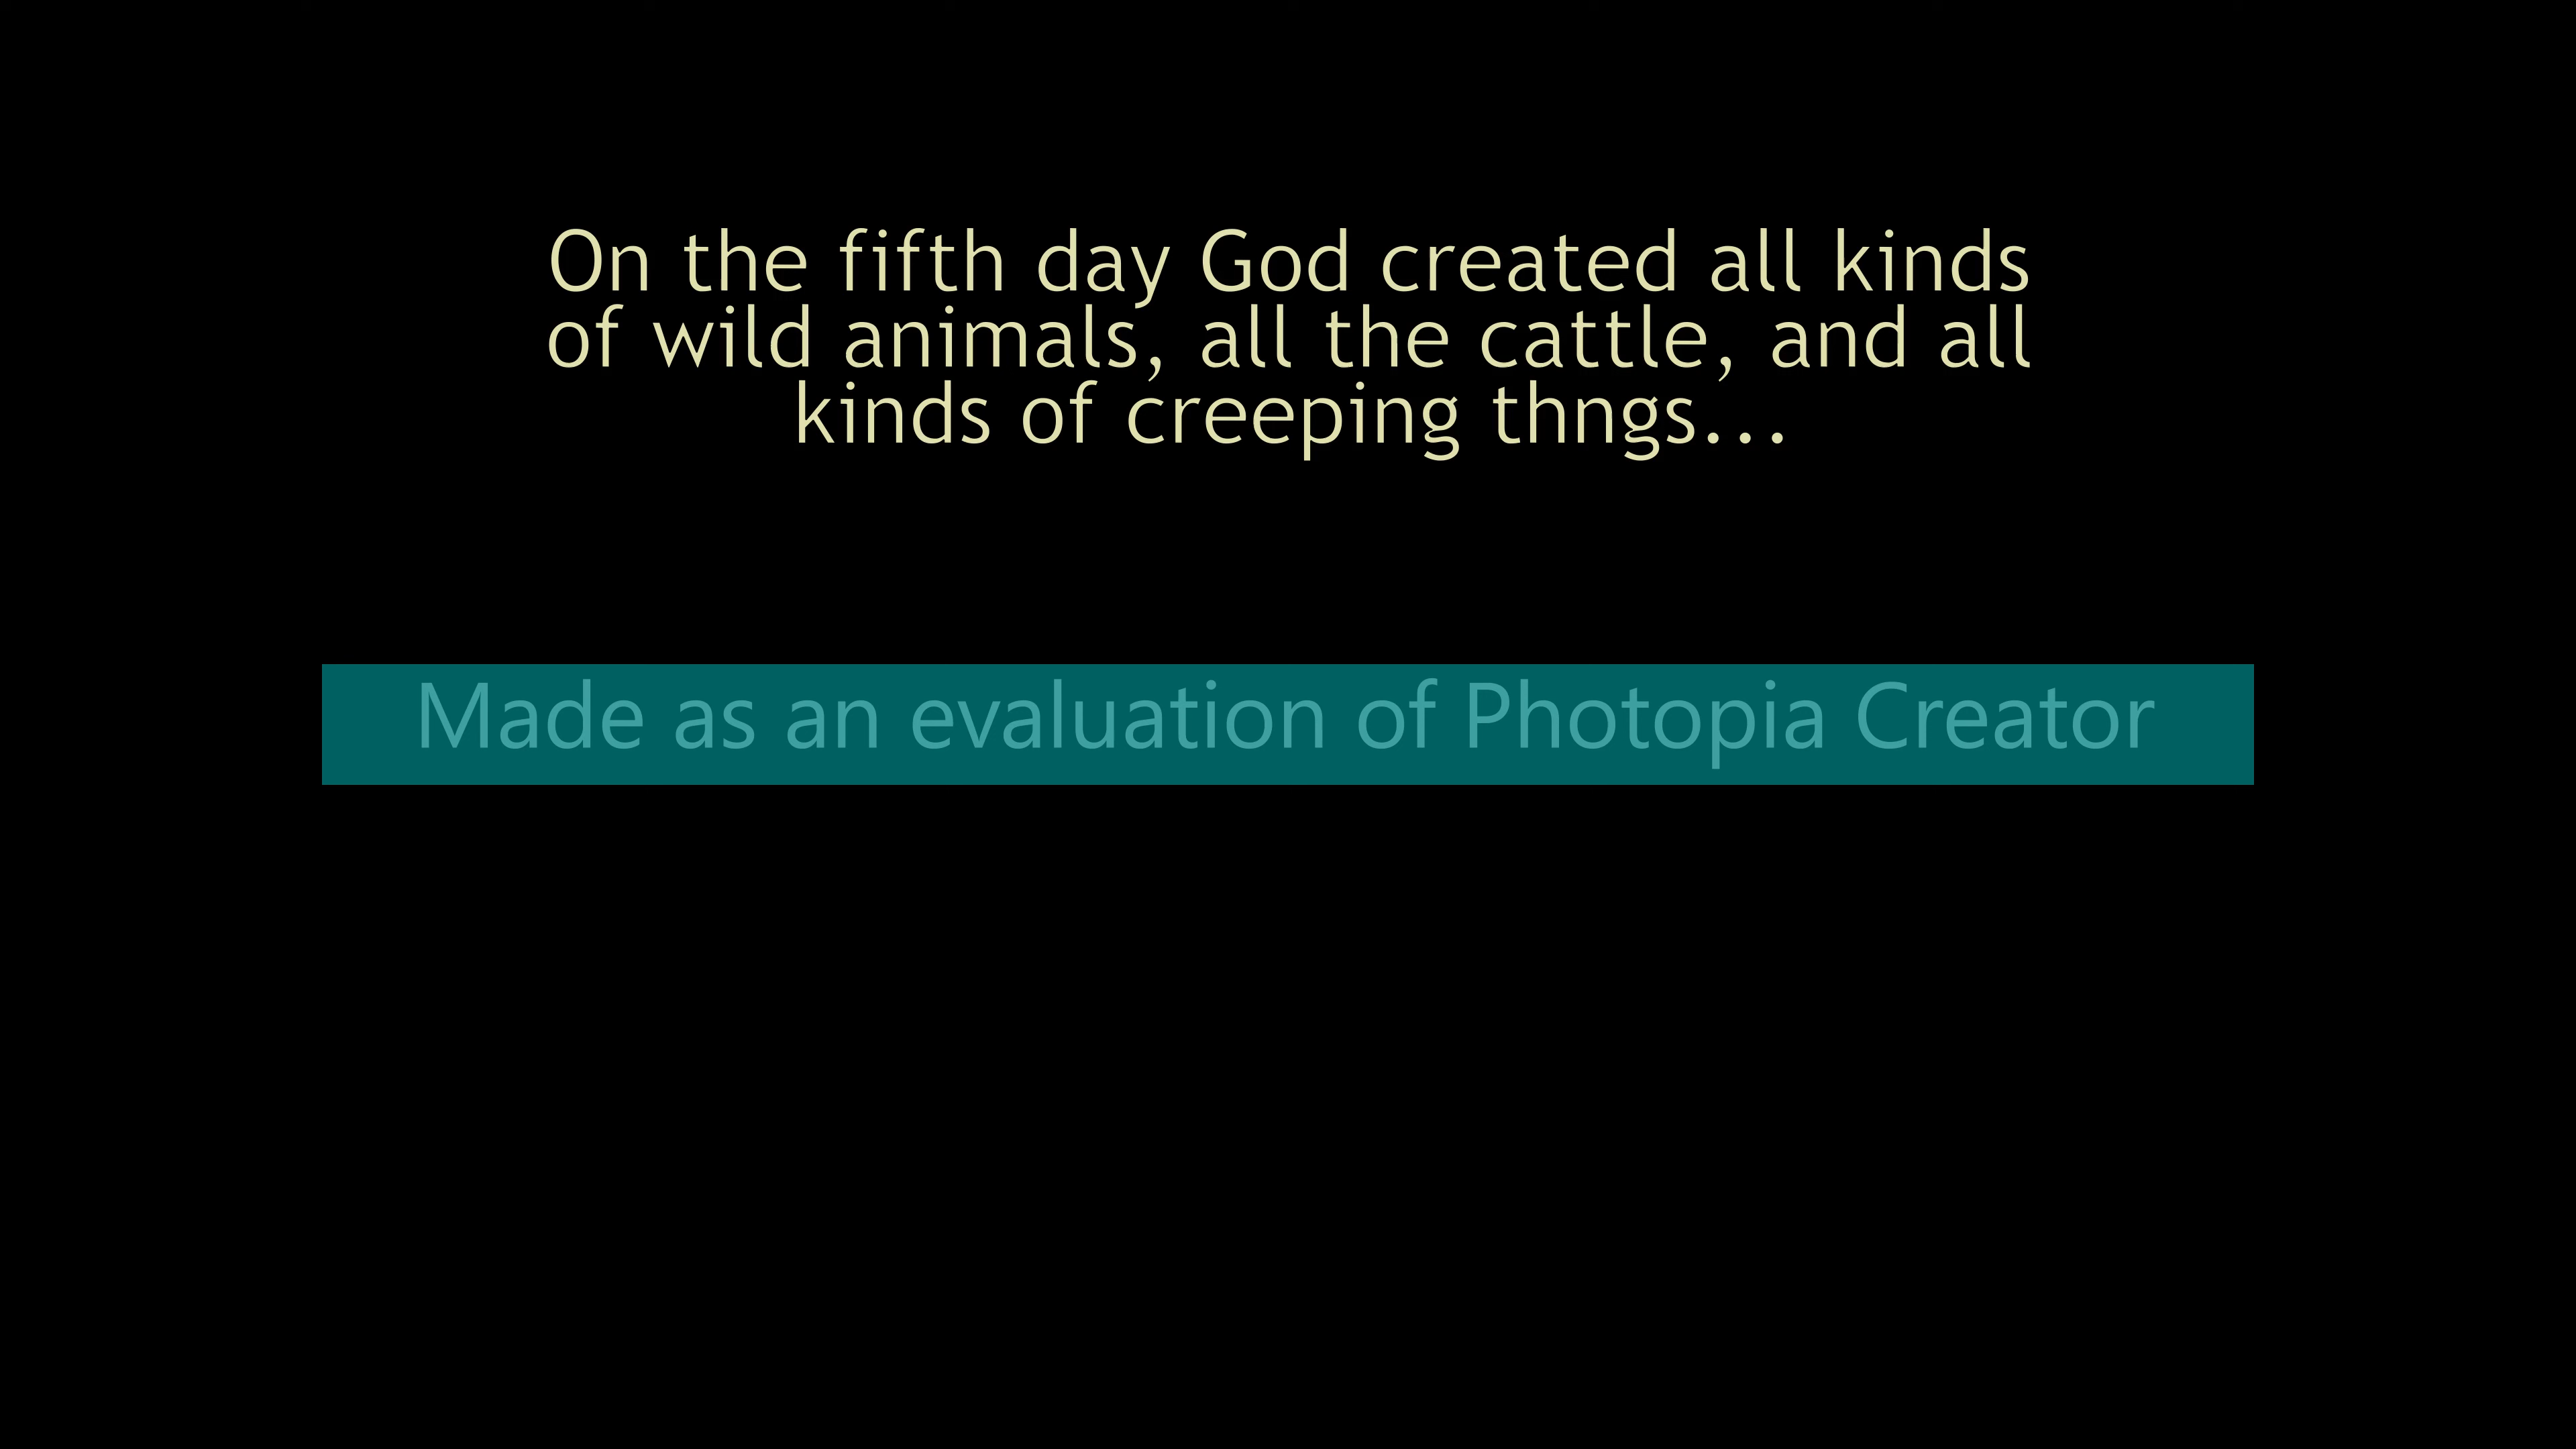 On the fifth day God created all kinds
of wild animals, all the cattle, and all
kinds of creeping thngs...
Made as an evaluation of Photopia Creator